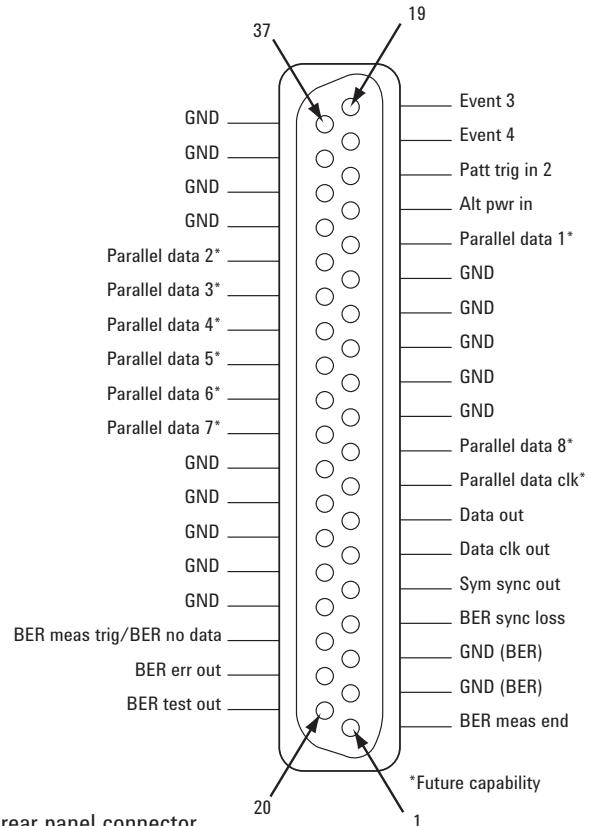 37
19
GND
GND
GND
GND
Parallel data 2*
Parallel data 3*
Parallel data 4*
Parallel data 5*
Parallel data 6*
Parallel data 7*
GND
GND
GND
GND
GND
BER meas trig/BER no data
BER err out
BER test out
Event 3
Event 4
Patt trig in 2
Alt pwr in
Parallel data 1*
GND
GND
GND
GND
GND
Parallel data 8*
Parallel data clk*
Data out
Data clk out
Sym sync out
BER sync loss
GND (BER)
GND (BER)
BER meas end
*Future capability
20
1
rear panel connector